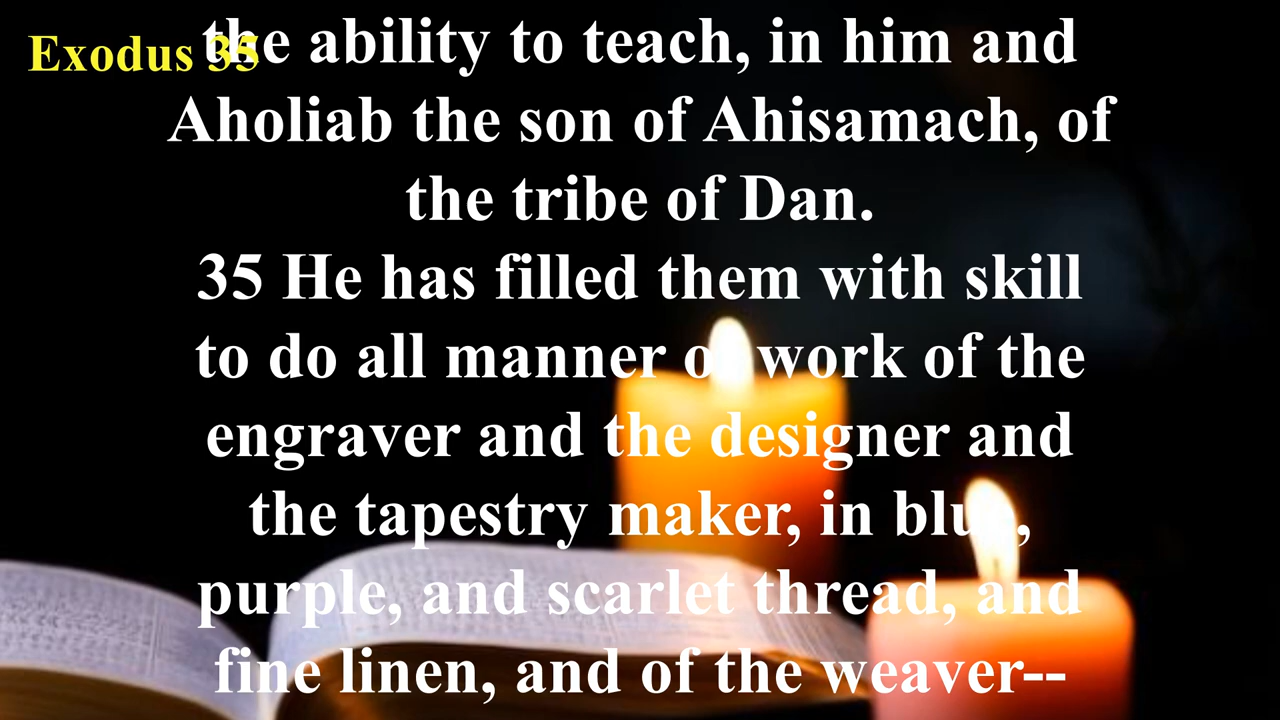 Exodus 35
the ability to teach, in him and
Aholiab the son of Ahisamach, of
the tribe of Dan.
35 He has filled them with skill
to do all manner of work of the
engraver and the designer and
the tapestry maker, in blue,
purple, and scarlet thread, and
fine linen, and of the weaver--